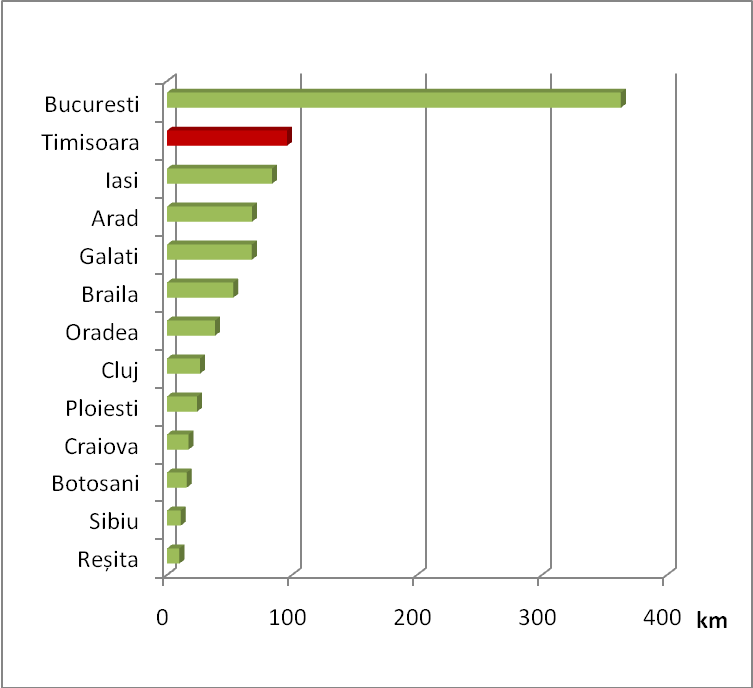 Bucuresti
Timisoara
Iasi
Arad
Galati
Braila
Oradea
Cluj
Ploiesti
Craiova
Botosani
Sibiu
Reșita
0 100 200 300 400 km